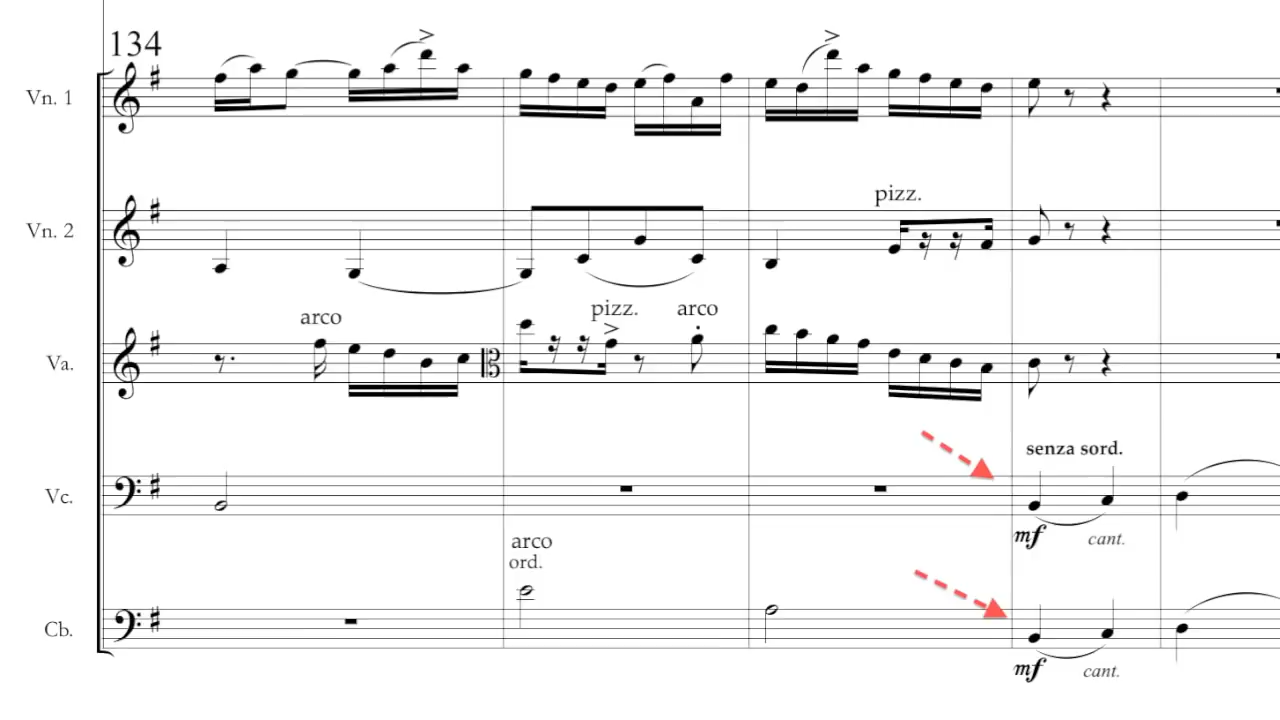 134
Vn. 1
pizz.
Vn. 2
arco
pizz.
arco
Va.
senza sord.
Vc.
mf
cant.
arco
ord.
Cb.
mf
cant.